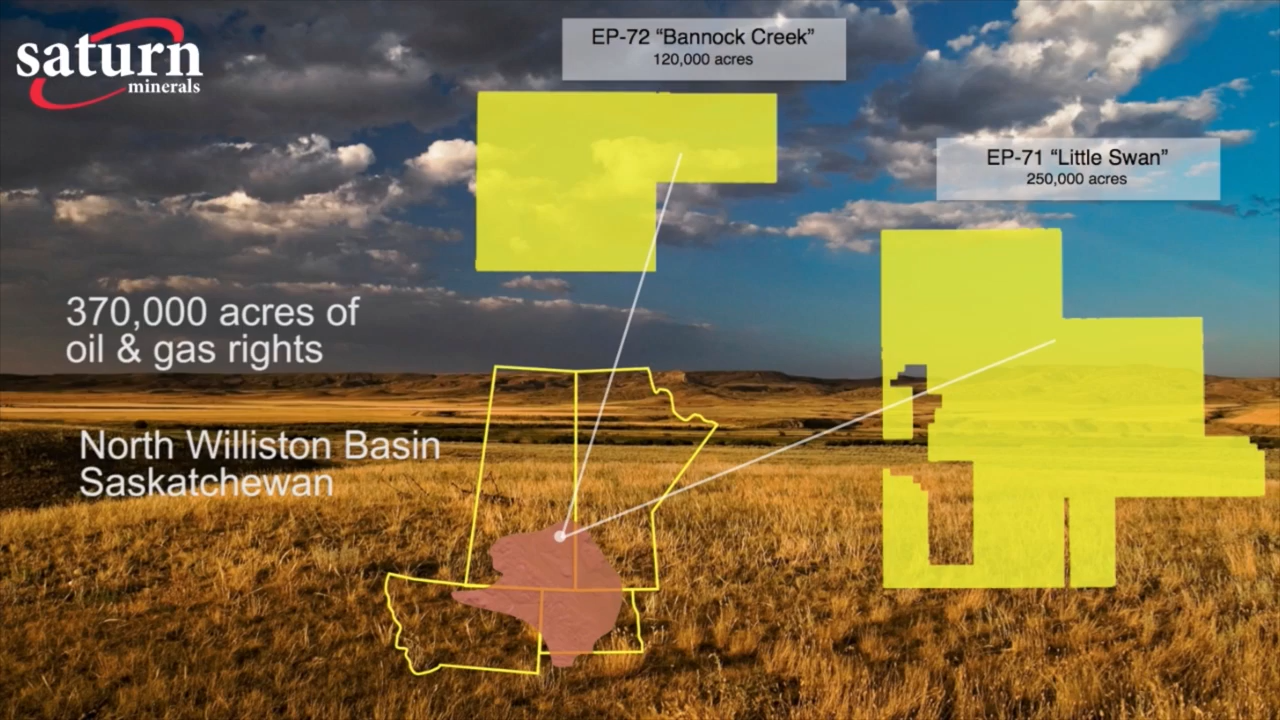 saturn
minerals
EP-72 “Bannock Creek”
120,000 acres
EP-71 “Little Swan”
250,000 acres
370,000 acres of
oil & gas rights
North Williston Basin
Saskatchewan